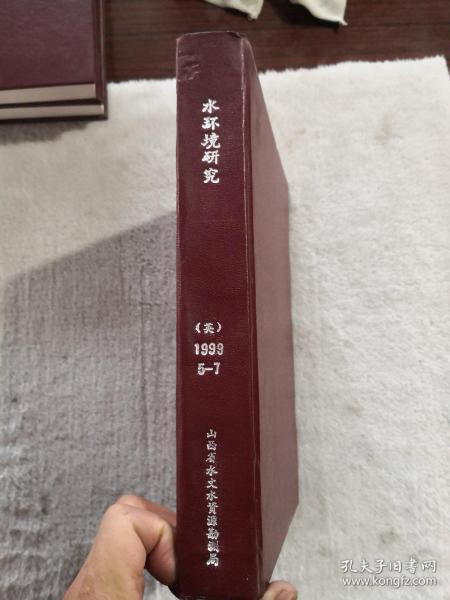 水环境研究
（英）
1999
5-7
山西省水文水資源勘测局
孔夫子旧书网
www.kongfz.com